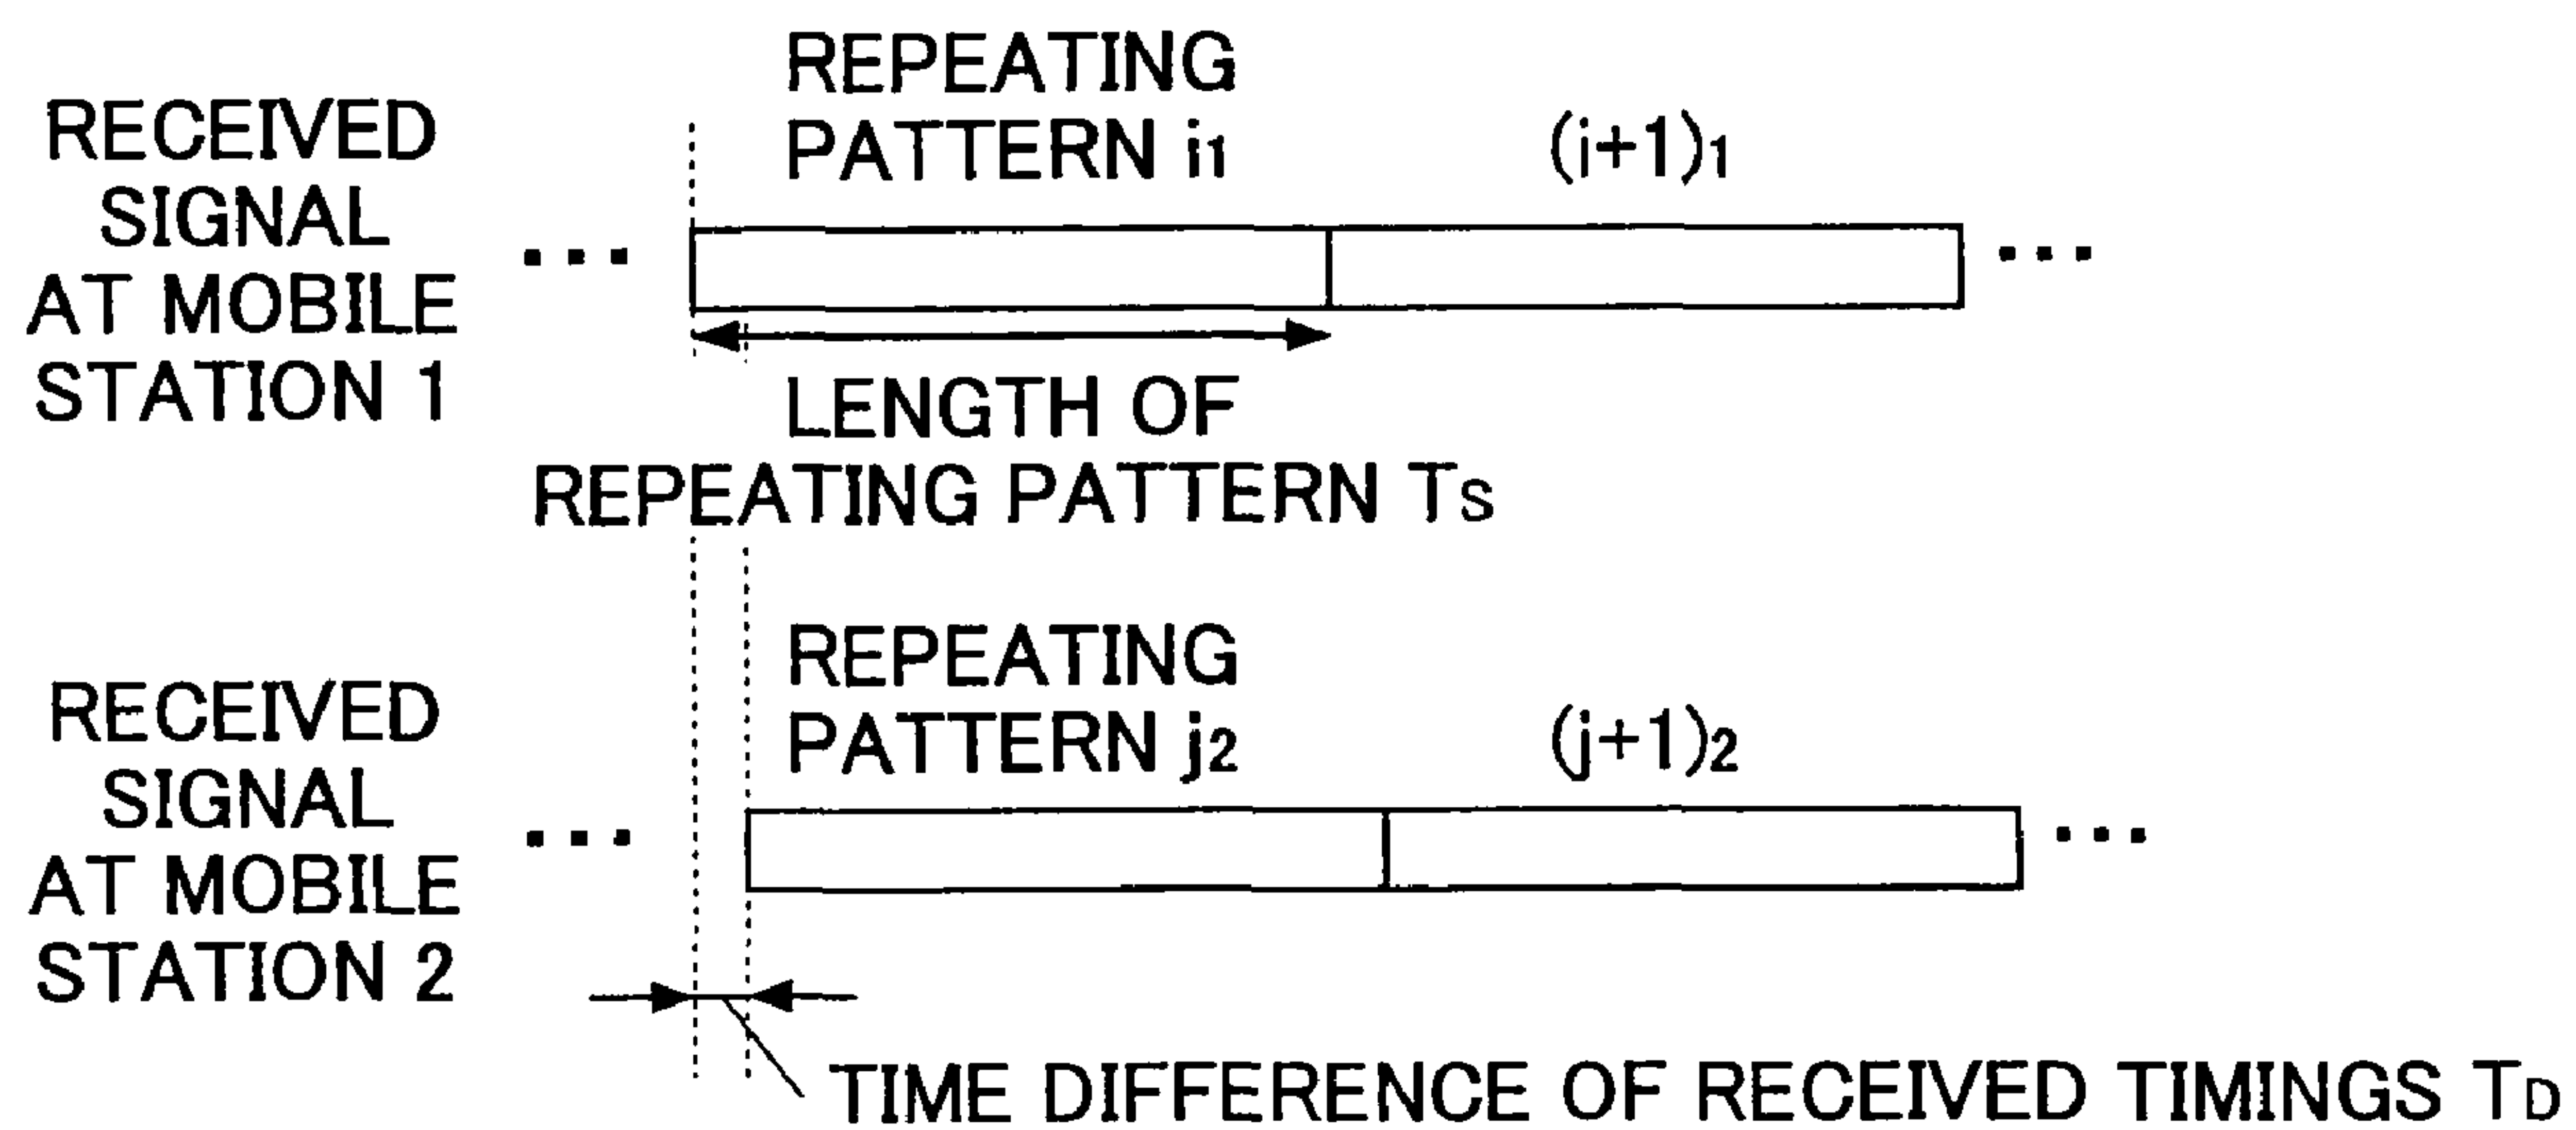 RECEIVED
SIGNAL
AT MOBILE
STATION 1
REPEATING
PATTERN i1
(i+1)1
LENGTH OF
REPEATING PATTERN TS
RECEIVED
SIGNAL
AT MOBILE
STATION 2
REPEATING
PATTERN j2
(j+1)2
TIME DIFFERENCE OF RECEIVED TIMINGS TD